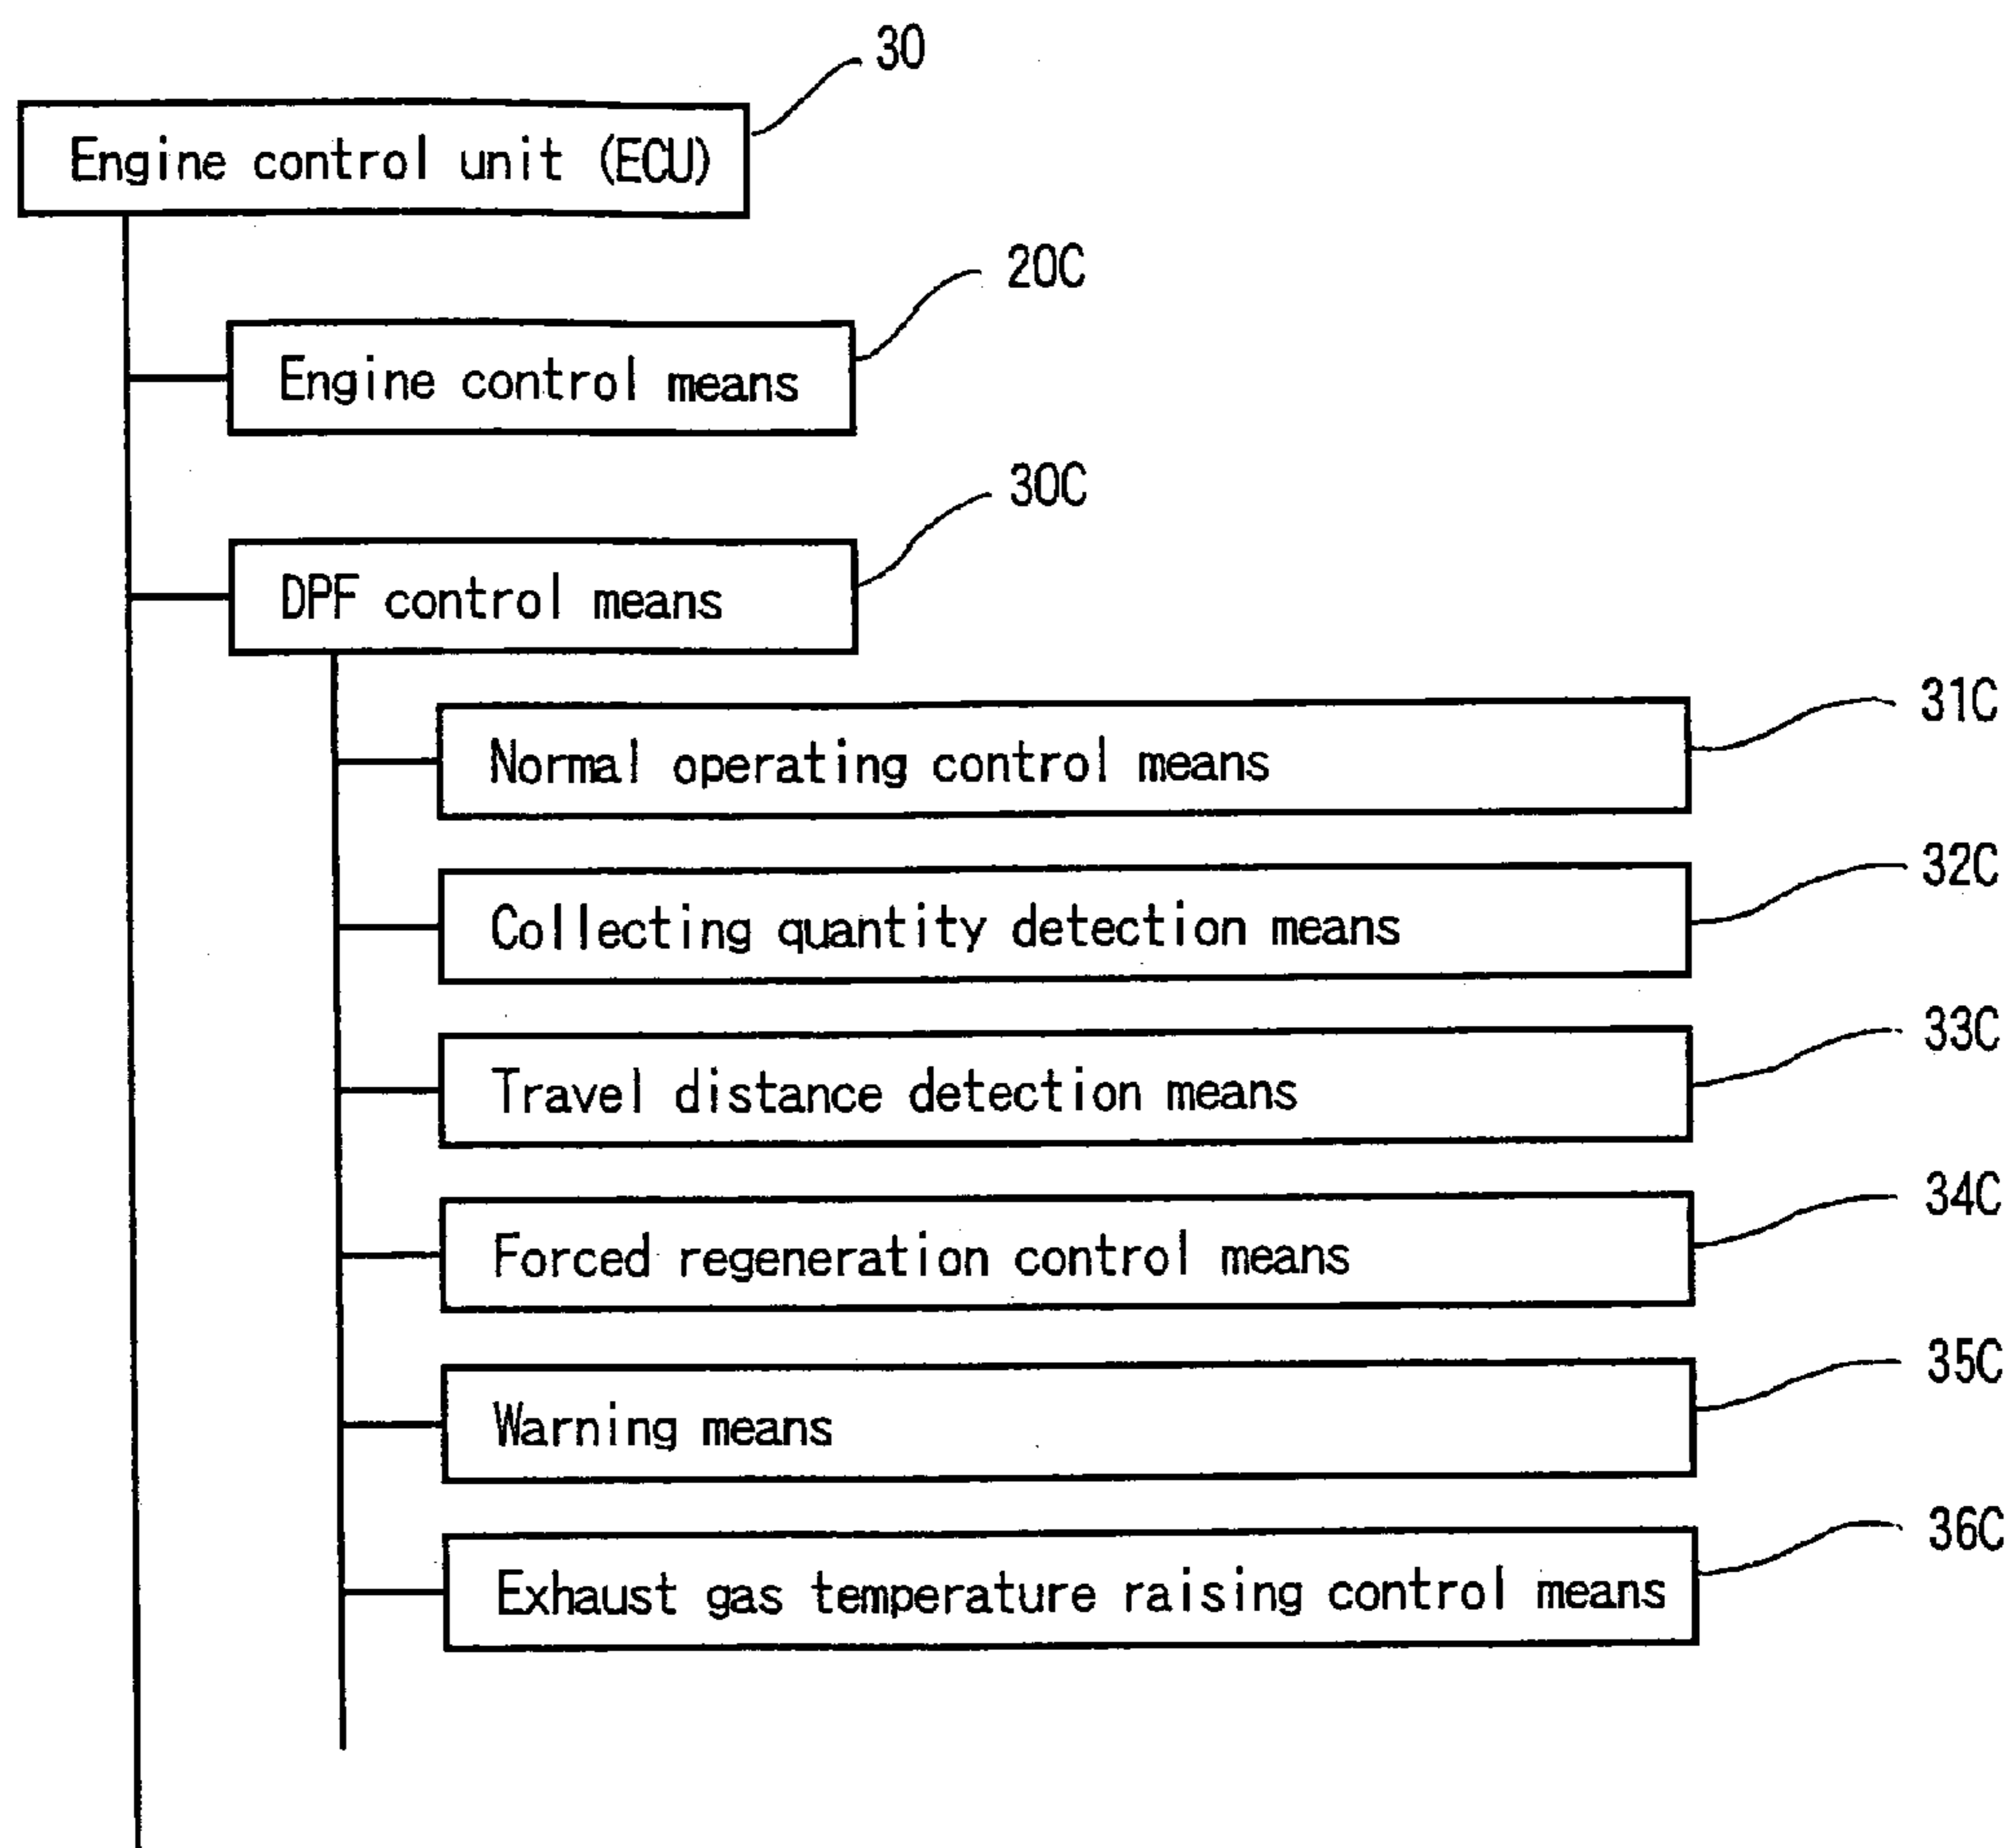 30
Engine control unit (ECU)
20C
Engine control means
30C
DPF control means
31C
Normal operating control means
32C
Collecting quantity detection means
33C
Travel distance detection means
34C
Forced regeneration control means
35C
Warning means
36C
Exhaust gas temperature raising control means